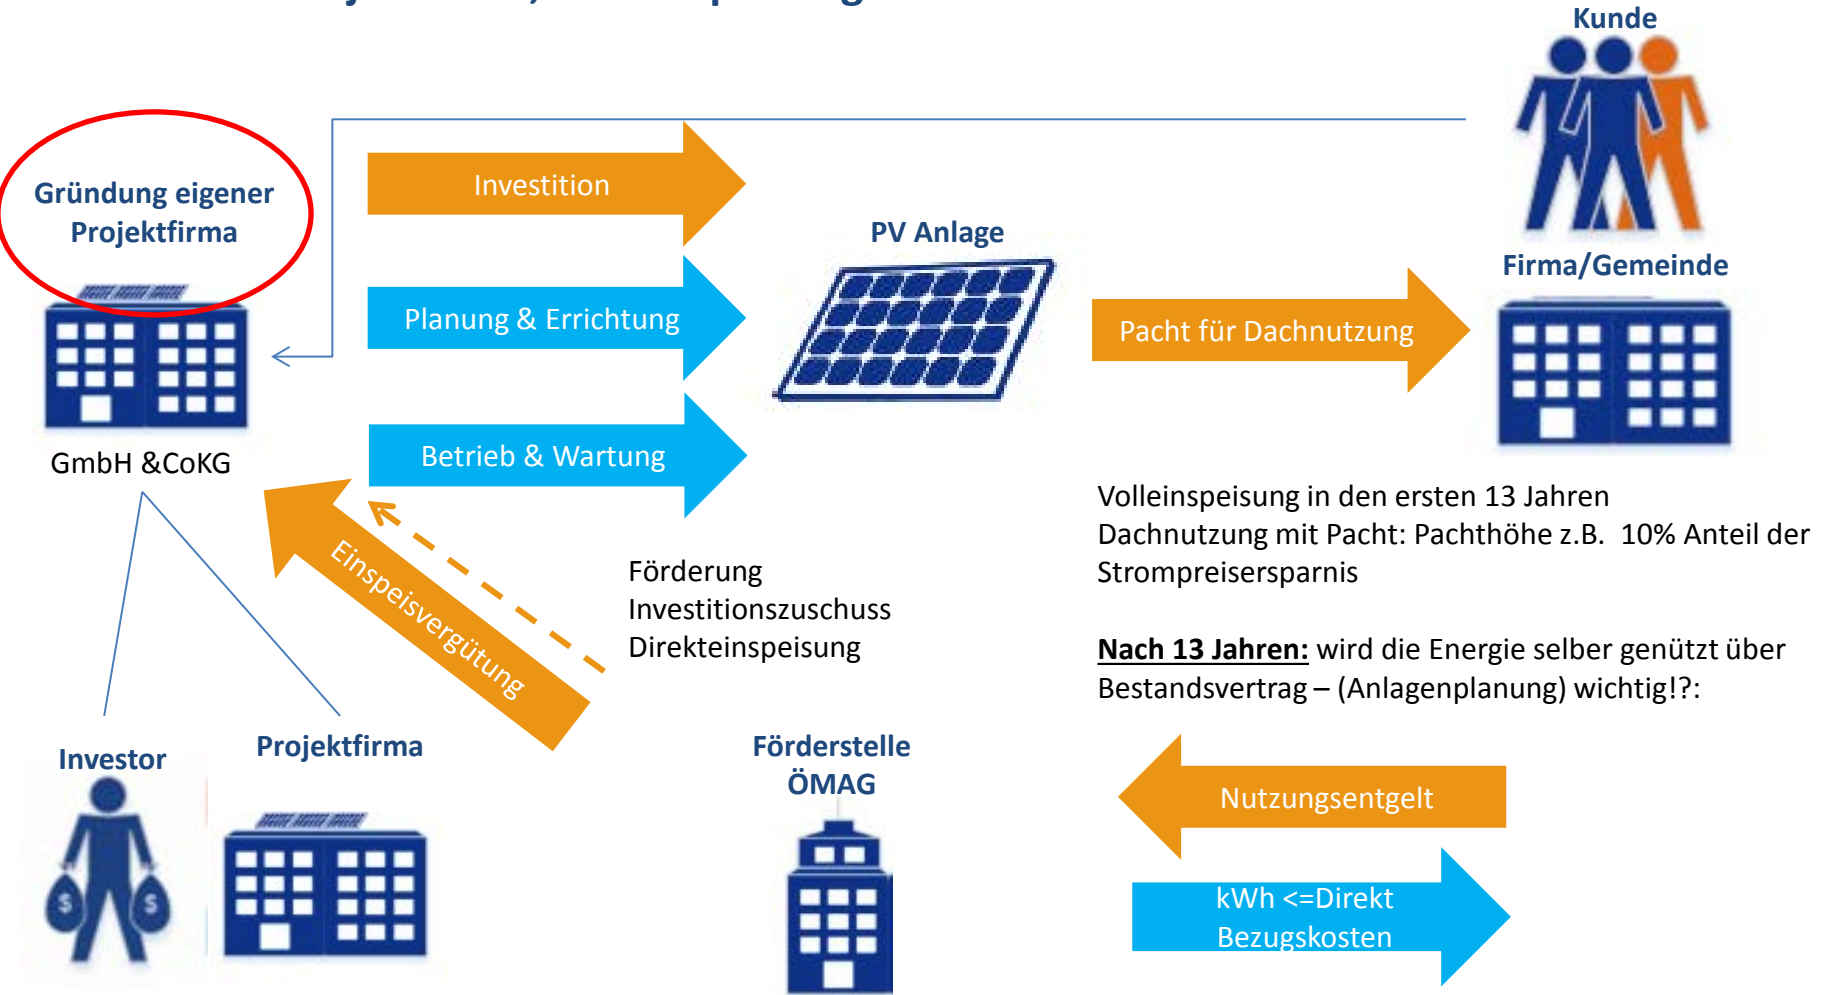 Kunde
Gründung eigener
Projektfirma
Investition
PV Anlage
Firma/Gemeinde
Planung & Errichtung
Pacht für Dachnutzung
GmbH &CoKG
Betrieb & Wartung
Einspeisvergütung
Förderung
Investitionszuschuss
Direkteinspeisung
Volleinspeisung in den ersten 13 Jahren
Dachnutzung mit Pacht: Pachthöhe z.B. 10% Anteil der
Strompreisersparnis
Nach 13 Jahren: wird die Energie selber genützt über
Bestandsvertrag – (Anlagenplanung) wichtig!?:
Investor
Projektfirma
Förderstelle
ÖMAG
Nutzungsentgelt
kWh <=Direkt
Bezugskosten
$ $